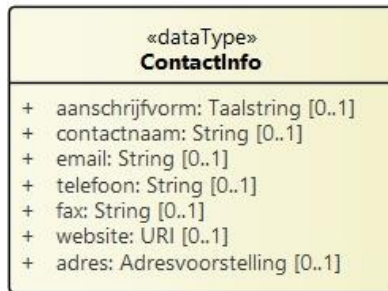 «dataType»
ContactInfo
+ aanschrijfvorm: Taalstring [0..1]
+ contactnaam: String [0..1]
+ email: String [0..1]
+ telefoon: String [0..1]
+ fax: String [0..1]
+ website: URI [0..1]
+ adres: Adresvoorstelling [0..1]